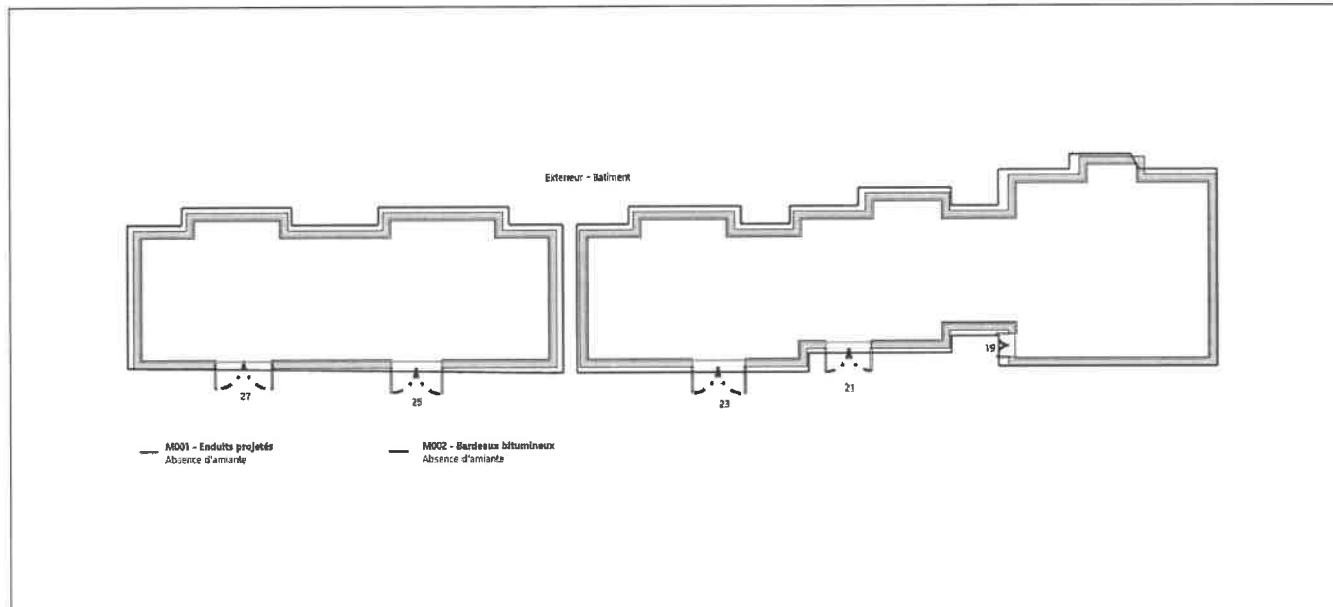 Exterieur - Batiment
19
27
25
23
21
M001 - Enduits projetés
Absence d'amiante
M002 - Bardeaux bitumineux
Absence d'amiante